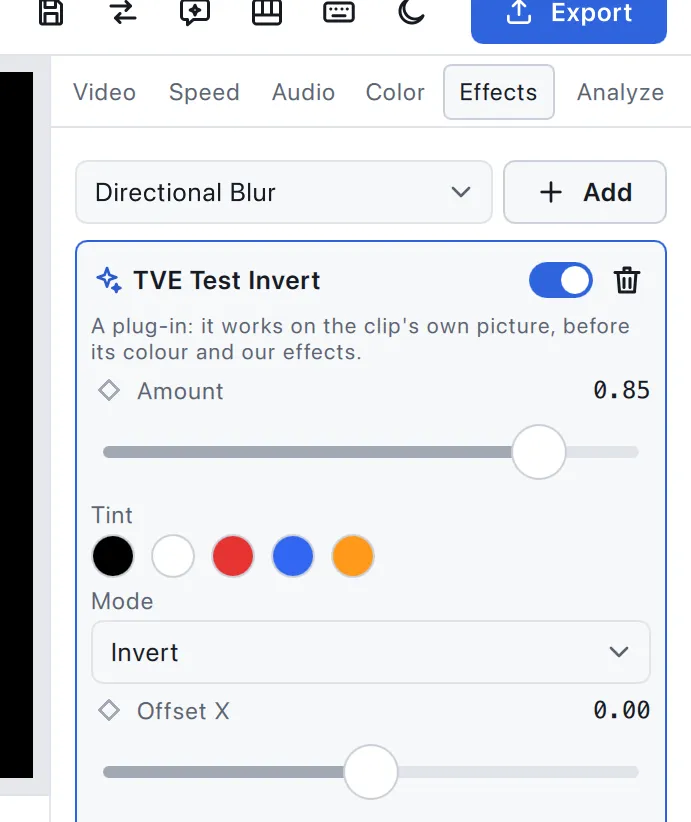 Export
Video Speed Audio Color Effects Analyze
Directional Blur
Add
TVE Test Invert
A plug-in: it works on the clip's own picture, before
its colour and our effects.
Amount 0.85
Tint
Mode
Invert
Offset X 0.00